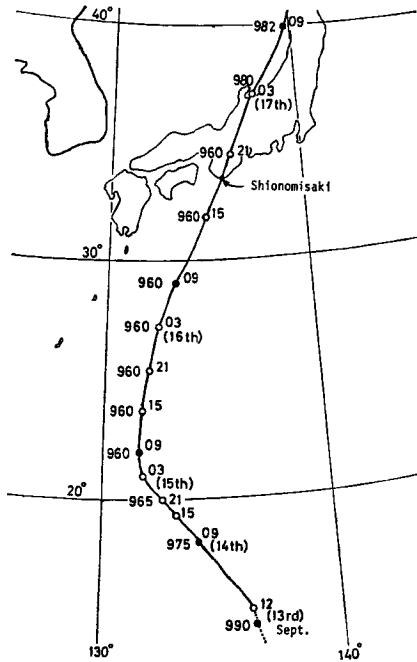 40°
982 09
980
03
(17th)
960 21
Shionomisaki
960 15
30°
960 09
960 03
(16th)
960 21
960 15
960 09
03
(15th)
20°
965 21
15
09
975 (14th)
12
(13rd)
990 Sept.
130°
140°